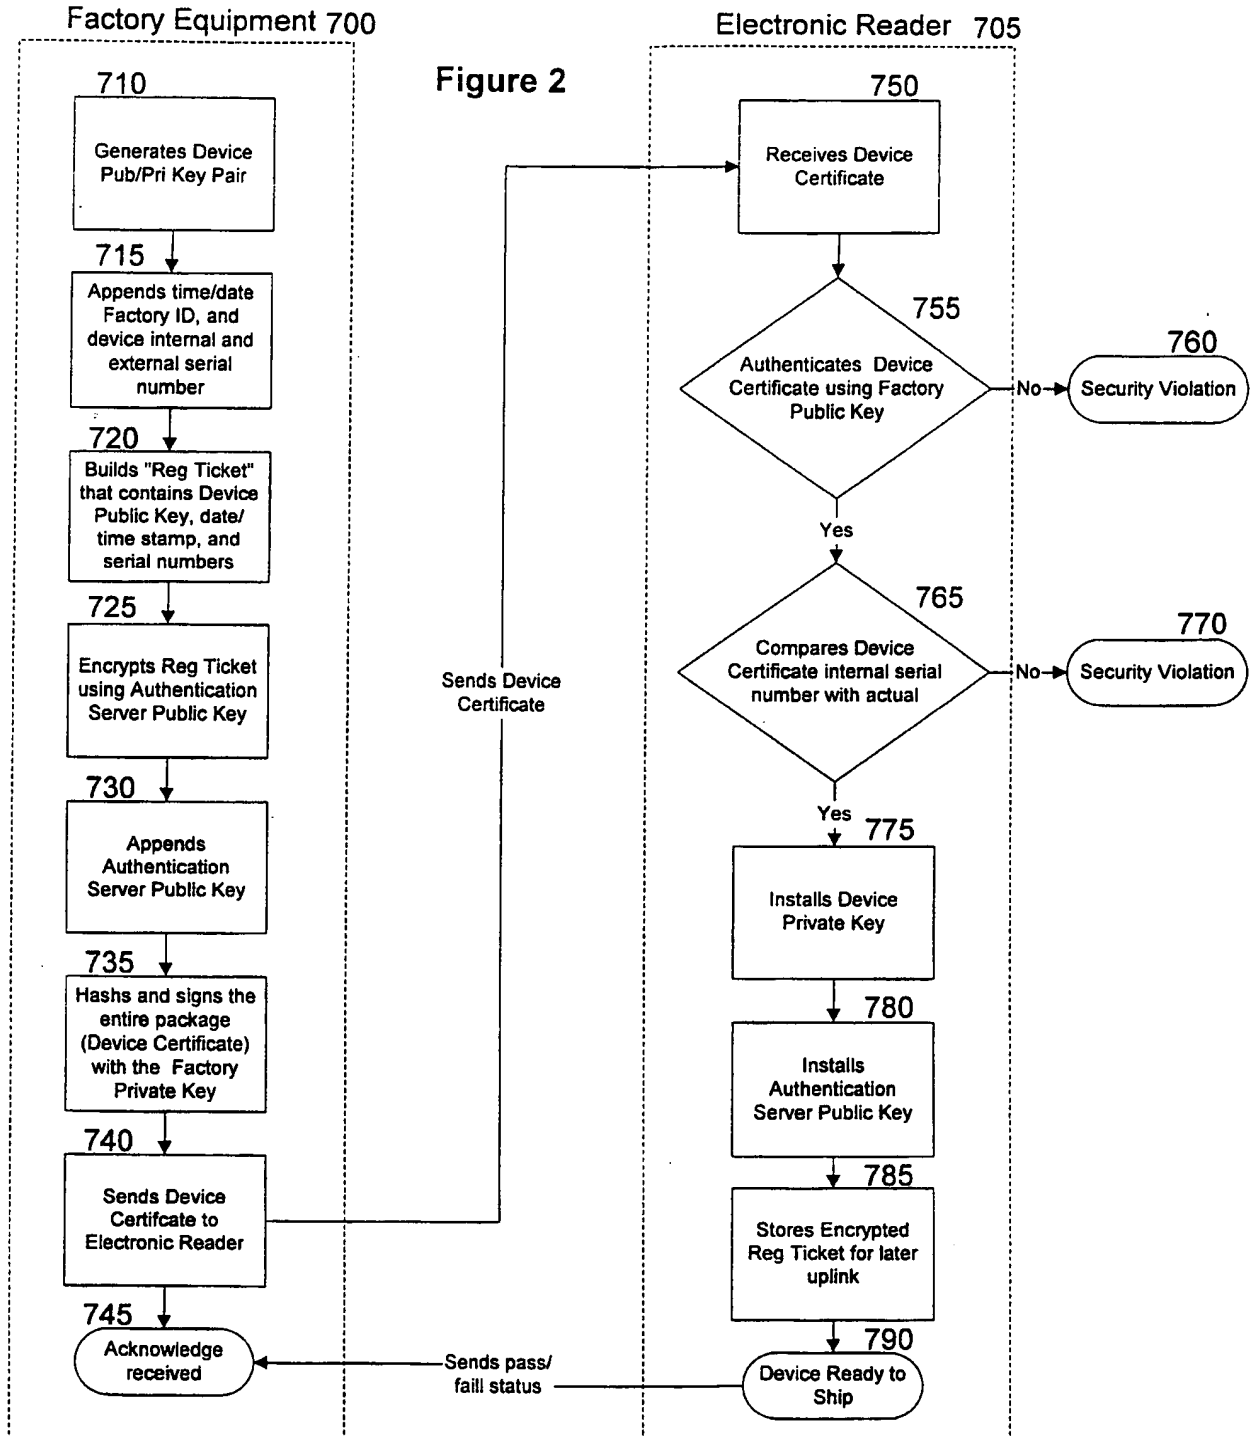 Factory Equipment 700
Electronic Reader 705
Figure 2
710
Generates Device
Pub/Pri Key Pair
715
Appends time/date
Factory ID, and
device internal and
external serial
number
720
Builds "Reg Ticket"
that contains Device
Public Key, date/
time stamp, and
serial numbers
725
Encrypts Reg Ticket
using Authentication
Server Public Key
730
Appends
Authentication
Server Public Key
735
Hashs and signs the
entire package
(Device Certificate)
with the Factory
Private Key
740
Sends Device
Certifcate to
Electronic Reader
745
Acknowledge
received
Sends Device
Certificate
750
Receives Device
Certificate
755
Authenticates Device
Certificate using Factory
Public Key
No
760
Security Violation
Yes
765
Compares Device
Certificate internal serial
number with actual
No
770
Security Violation
Yes
775
Installs Device
Private Key
780
Installs
Authentication
Server Public Key
785
Stores Encrypted
Reg Ticket for later
uplink
790
Device Ready to
Ship
Sends pass/
faill status